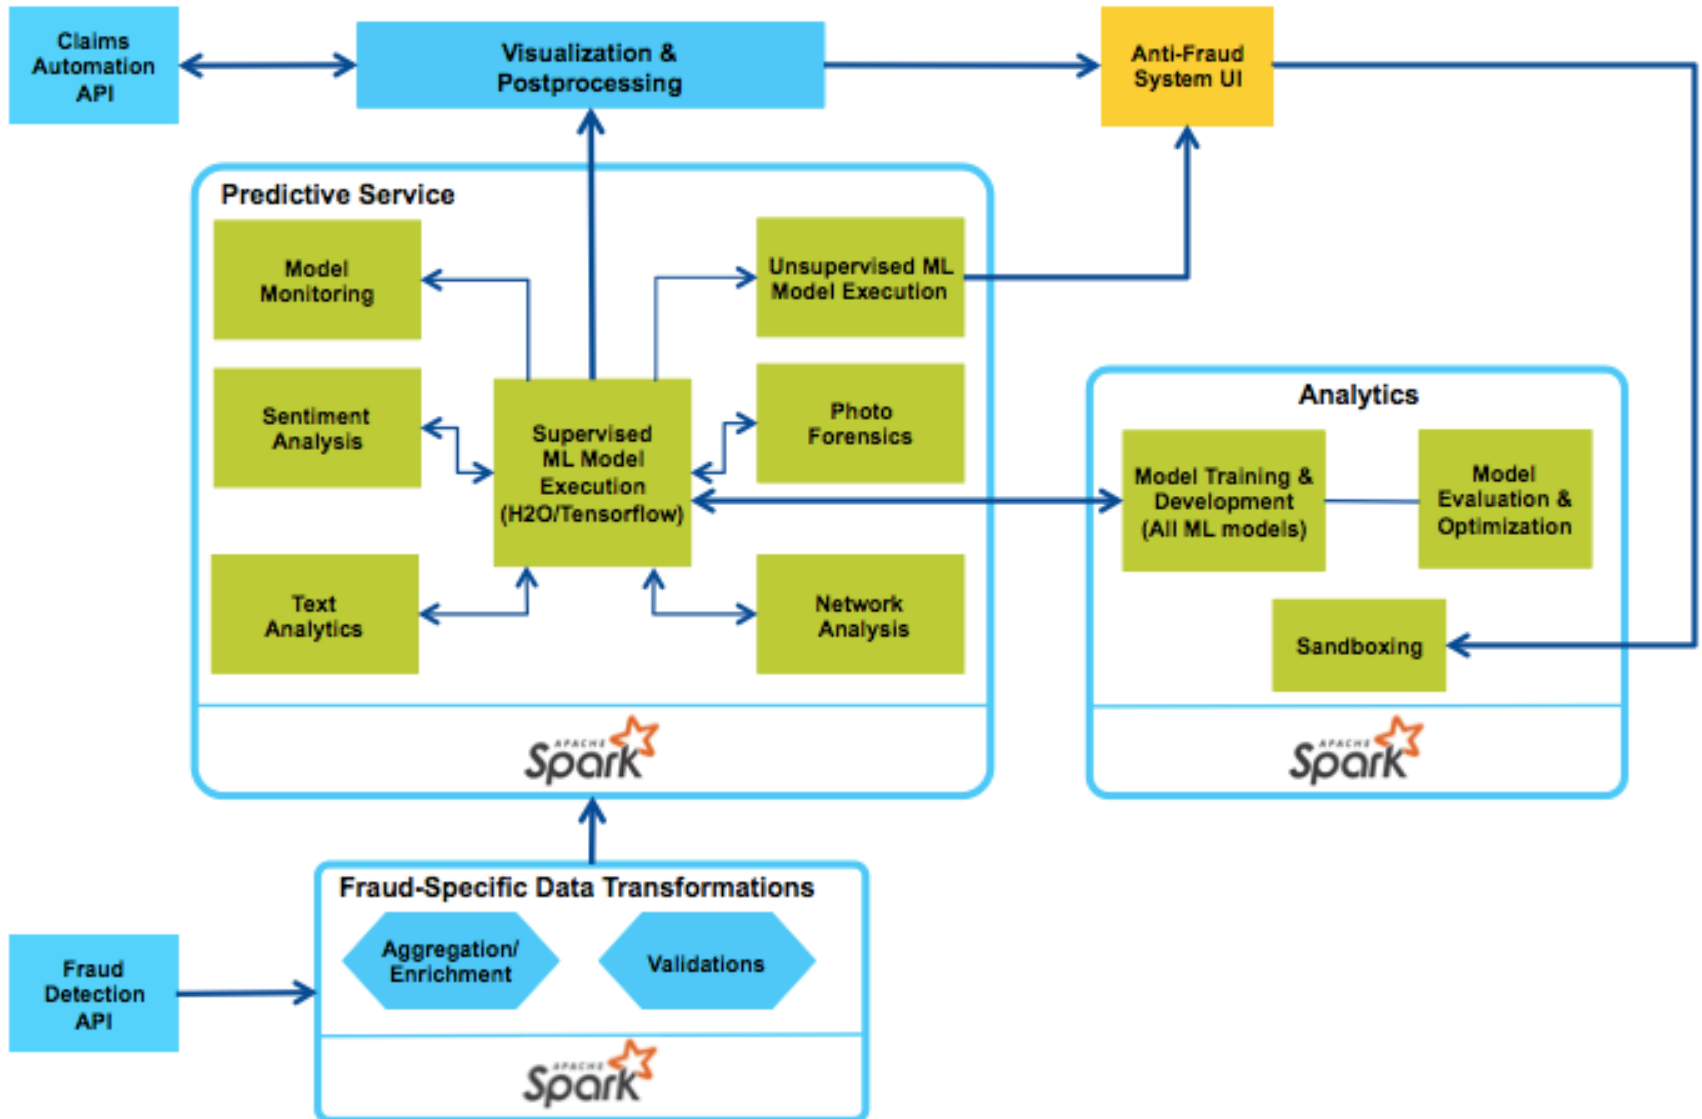 Claims
Automation
API
Visualization &
Postprocessing
Anti-Fraud
System UI
Predictive Service
Model
Monitoring
Unsupervised ML
Model Execution
Sentiment
Analysis
Supervised
ML Model
Execution
(H2O/Tensorflow)
Photo
Forensics
Text
Analytics
Network
Analysis
APACHE
Spark
Analytics
Model Training &
Development
(All ML models)
Model
Evaluation &
Optimization
Sandboxing
APACHE
Spark
Fraud-Specific Data Transformations
Aggregation/
Enrichment
Validations
Fraud
Detection
API
APACHE
Spark